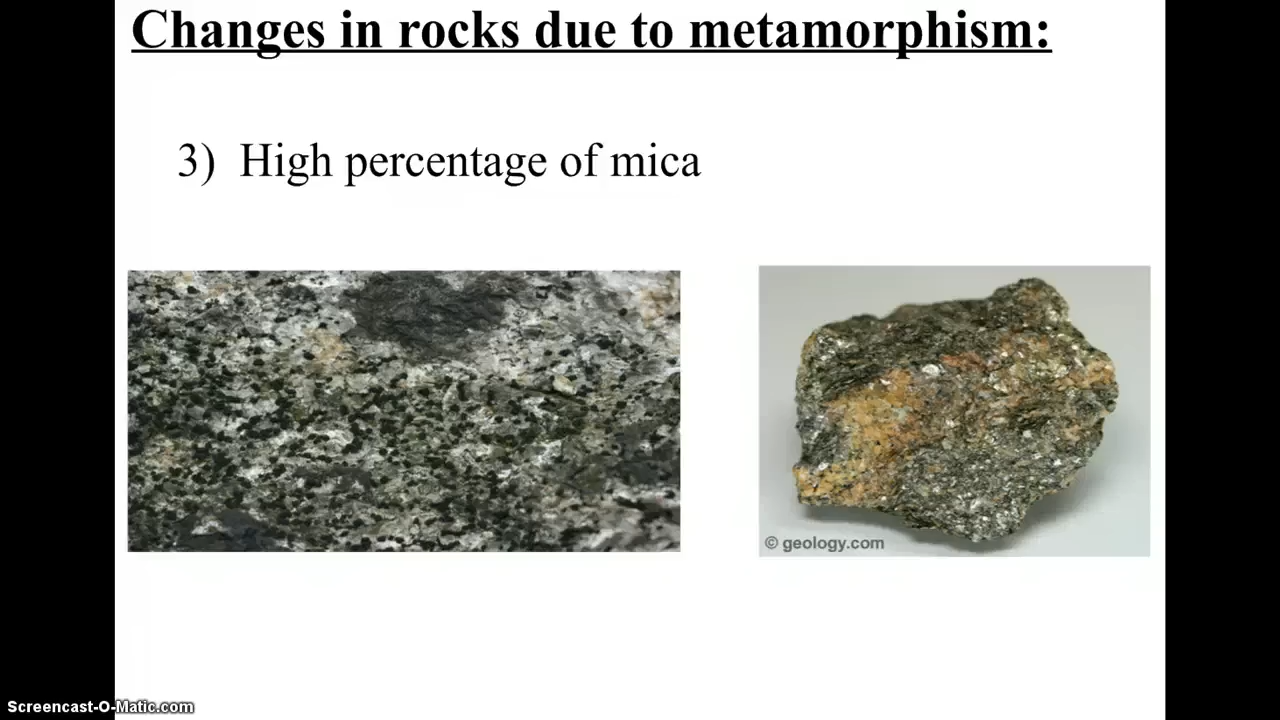 Changes in rocks due to metamorphism:
3) High percentage of mica
© geology.com
Screencast-O-Matic.com